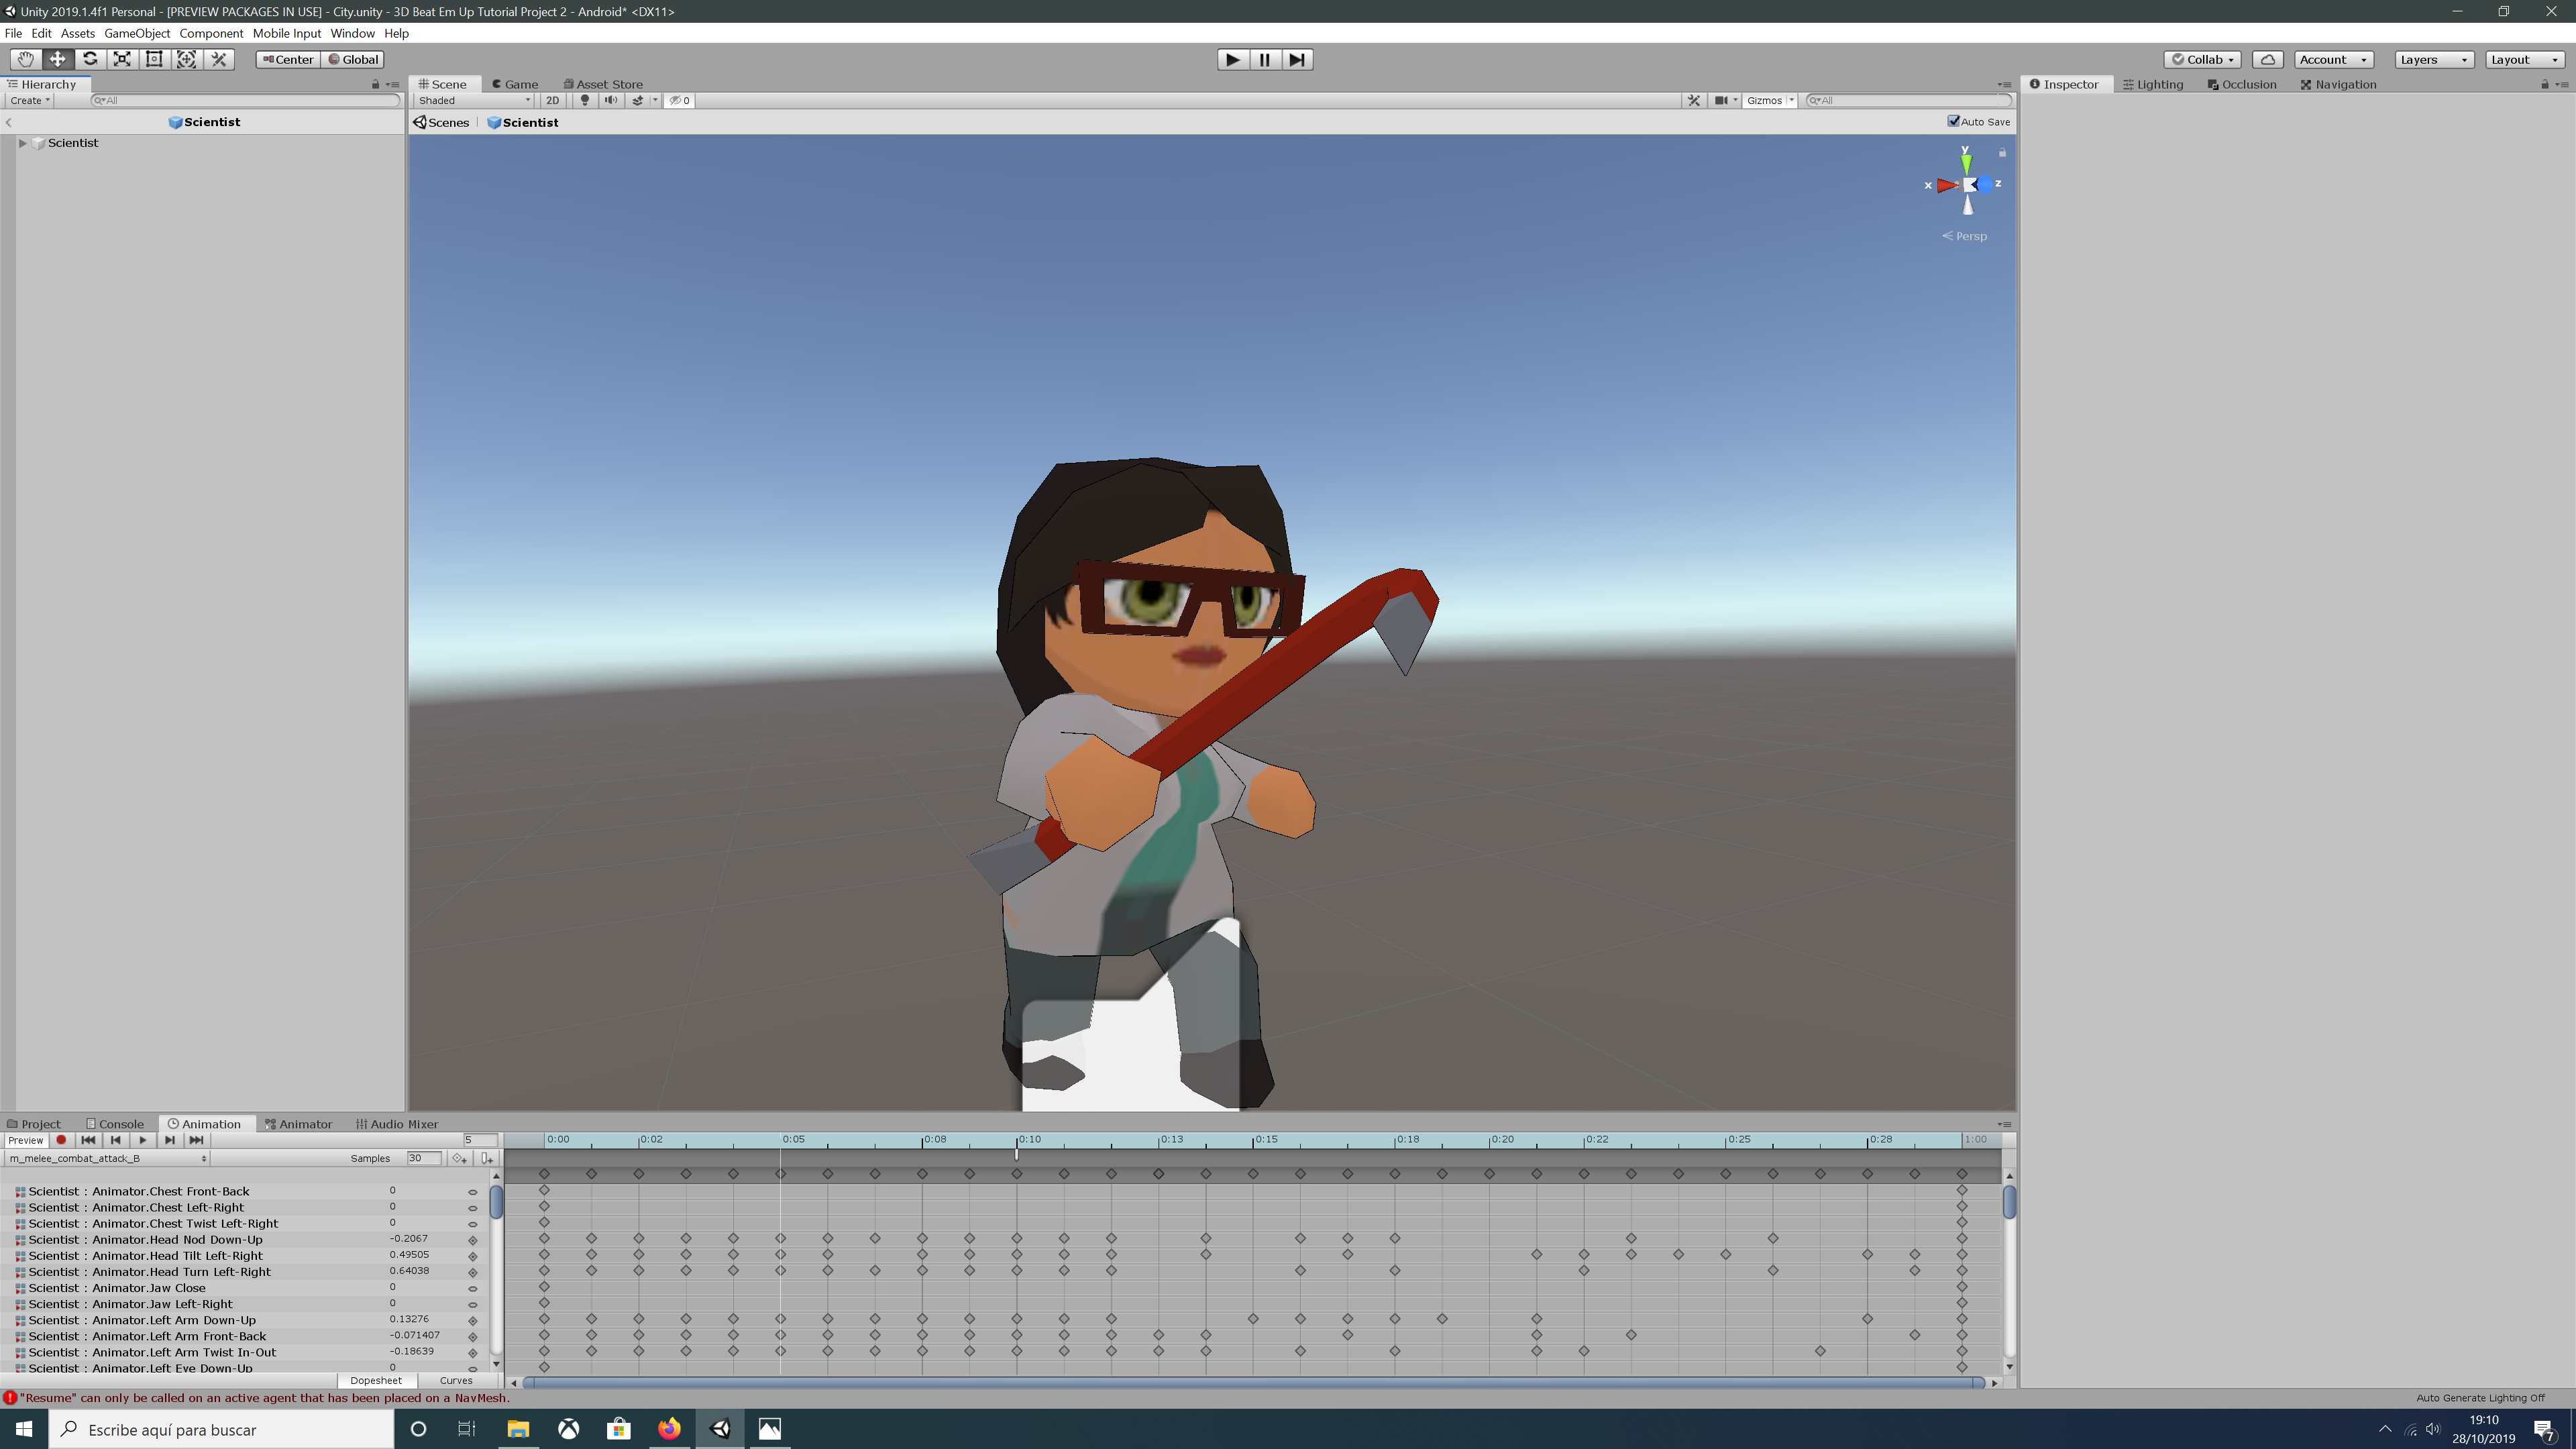 Unity 2019.1.4f1 Personal - [PREVIEW PACKAGES IN USE] - City.unity - 3D Beat Em Up Tutorial Project 2 - Android* <DX11>
File Edit Assets GameObject Component Mobile Input Window Help
Center Global Collab Account Layers Layout
Hierarchy Scene Game Asset Store Inspector Lighting Occlusion Navigation
Create All Shaded 2D 0 Gizmos All
Scientist Scenes Scientist Auto Save
Scientist
y
x z
Persp
Project Console Animation Animator Audio Mixer
Preview 5 0:00 0:02 0:05 0:08 0:10 0:13 0:15 0:18 0:20 0:22 0:25 0:28 1:00
m_melee_combat_attack_B Samples 30
Scientist : Animator.Chest Front-Back 0
Scientist : Animator.Chest Left-Right 0
Scientist : Animator.Chest Twist Left-Right 0
Scientist : Animator.Head Nod Down-Up -0.2067
Scientist : Animator.Head Tilt Left-Right 0.49505
Scientist : Animator.Head Turn Left-Right 0.64038
Scientist : Animator.Jaw Close 0
Scientist : Animator.Jaw Left-Right 0
Scientist : Animator.Left Arm Down-Up 0.13276
Scientist : Animator.Left Arm Front-Back -0.071407
Scientist : Animator.Left Arm Twist In-Out -0.18639
Scientist : Animator.Left Eye Down-Up 0
Dopesheet Curves
"Resume" can only be called on an active agent that has been placed on a NavMesh. Auto Generate Lighting Off
Escribe aquí para buscar
19:10
28/10/2019
7